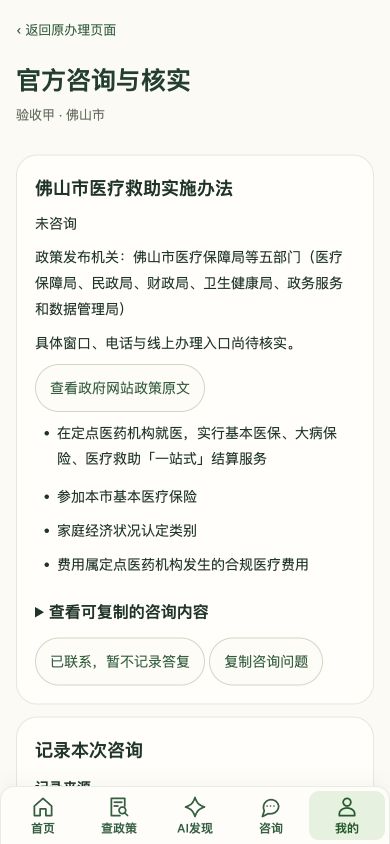 ‹ 返回原办理页面
官方咨询与核实
验收甲 · 佛山市
佛山市医疗救助实施办法
未咨询
政策发布机关：佛山市医疗保障局等五部门（医疗
保障局、民政局、财政局、卫生健康局、政务服务
和数据管理局）
具体窗口、电话与线上办理入口尚待核实。
查看政府网站政策原文
• 在定点医药机构就医，实行基本医保、大病保
险、医疗救助「一站式」结算服务
• 参加本市基本医疗保险
• 家庭经济状况认定类别
• 费用属定点医药机构发生的合规医疗费用
▶ 查看可复制的咨询内容
已联系，暂不记录答复 复制咨询问题
记录本次咨询
记录来源
首页 查政策 AI发现 咨询 我的